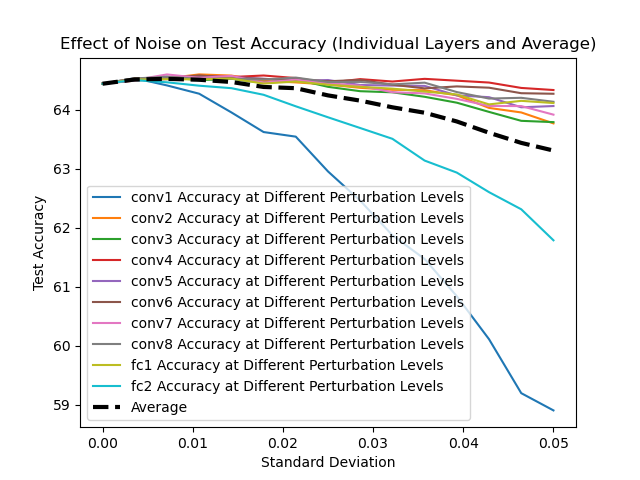 Effect of Noise on Test Accuracy (Individual Layers and Average)
64
63
62
61
60
59
Test Accuracy
conv1 Accuracy at Different Perturbation Levels
conv2 Accuracy at Different Perturbation Levels
conv3 Accuracy at Different Perturbation Levels
conv4 Accuracy at Different Perturbation Levels
conv5 Accuracy at Different Perturbation Levels
conv6 Accuracy at Different Perturbation Levels
conv7 Accuracy at Different Perturbation Levels
conv8 Accuracy at Different Perturbation Levels
fc1 Accuracy at Different Perturbation Levels
fc2 Accuracy at Different Perturbation Levels
Average
0.00 0.01 0.02 0.03 0.04 0.05
Standard Deviation